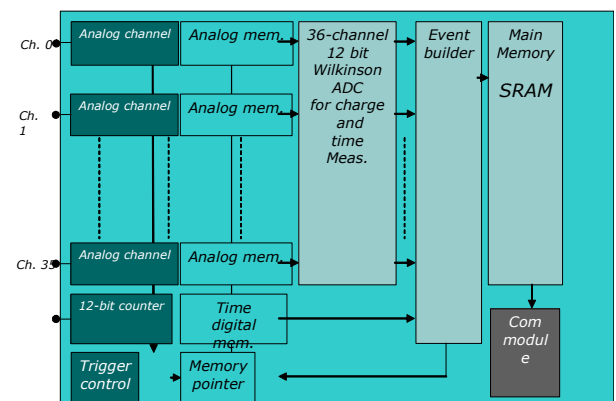 Ch. 0
Analog channel
Analog mem.
36-channel
12 bit
Wilkinson
ADC
for charge
and
time
Meas.
Event
builder
Main
Memory
SRAM
Ch.
1
Analog channel
Analog mem.
Ch. 35
Analog channel
Analog mem.
12-bit counter
Time
digital
mem.
Com
modul
e
Trigger
control
Memory
pointer